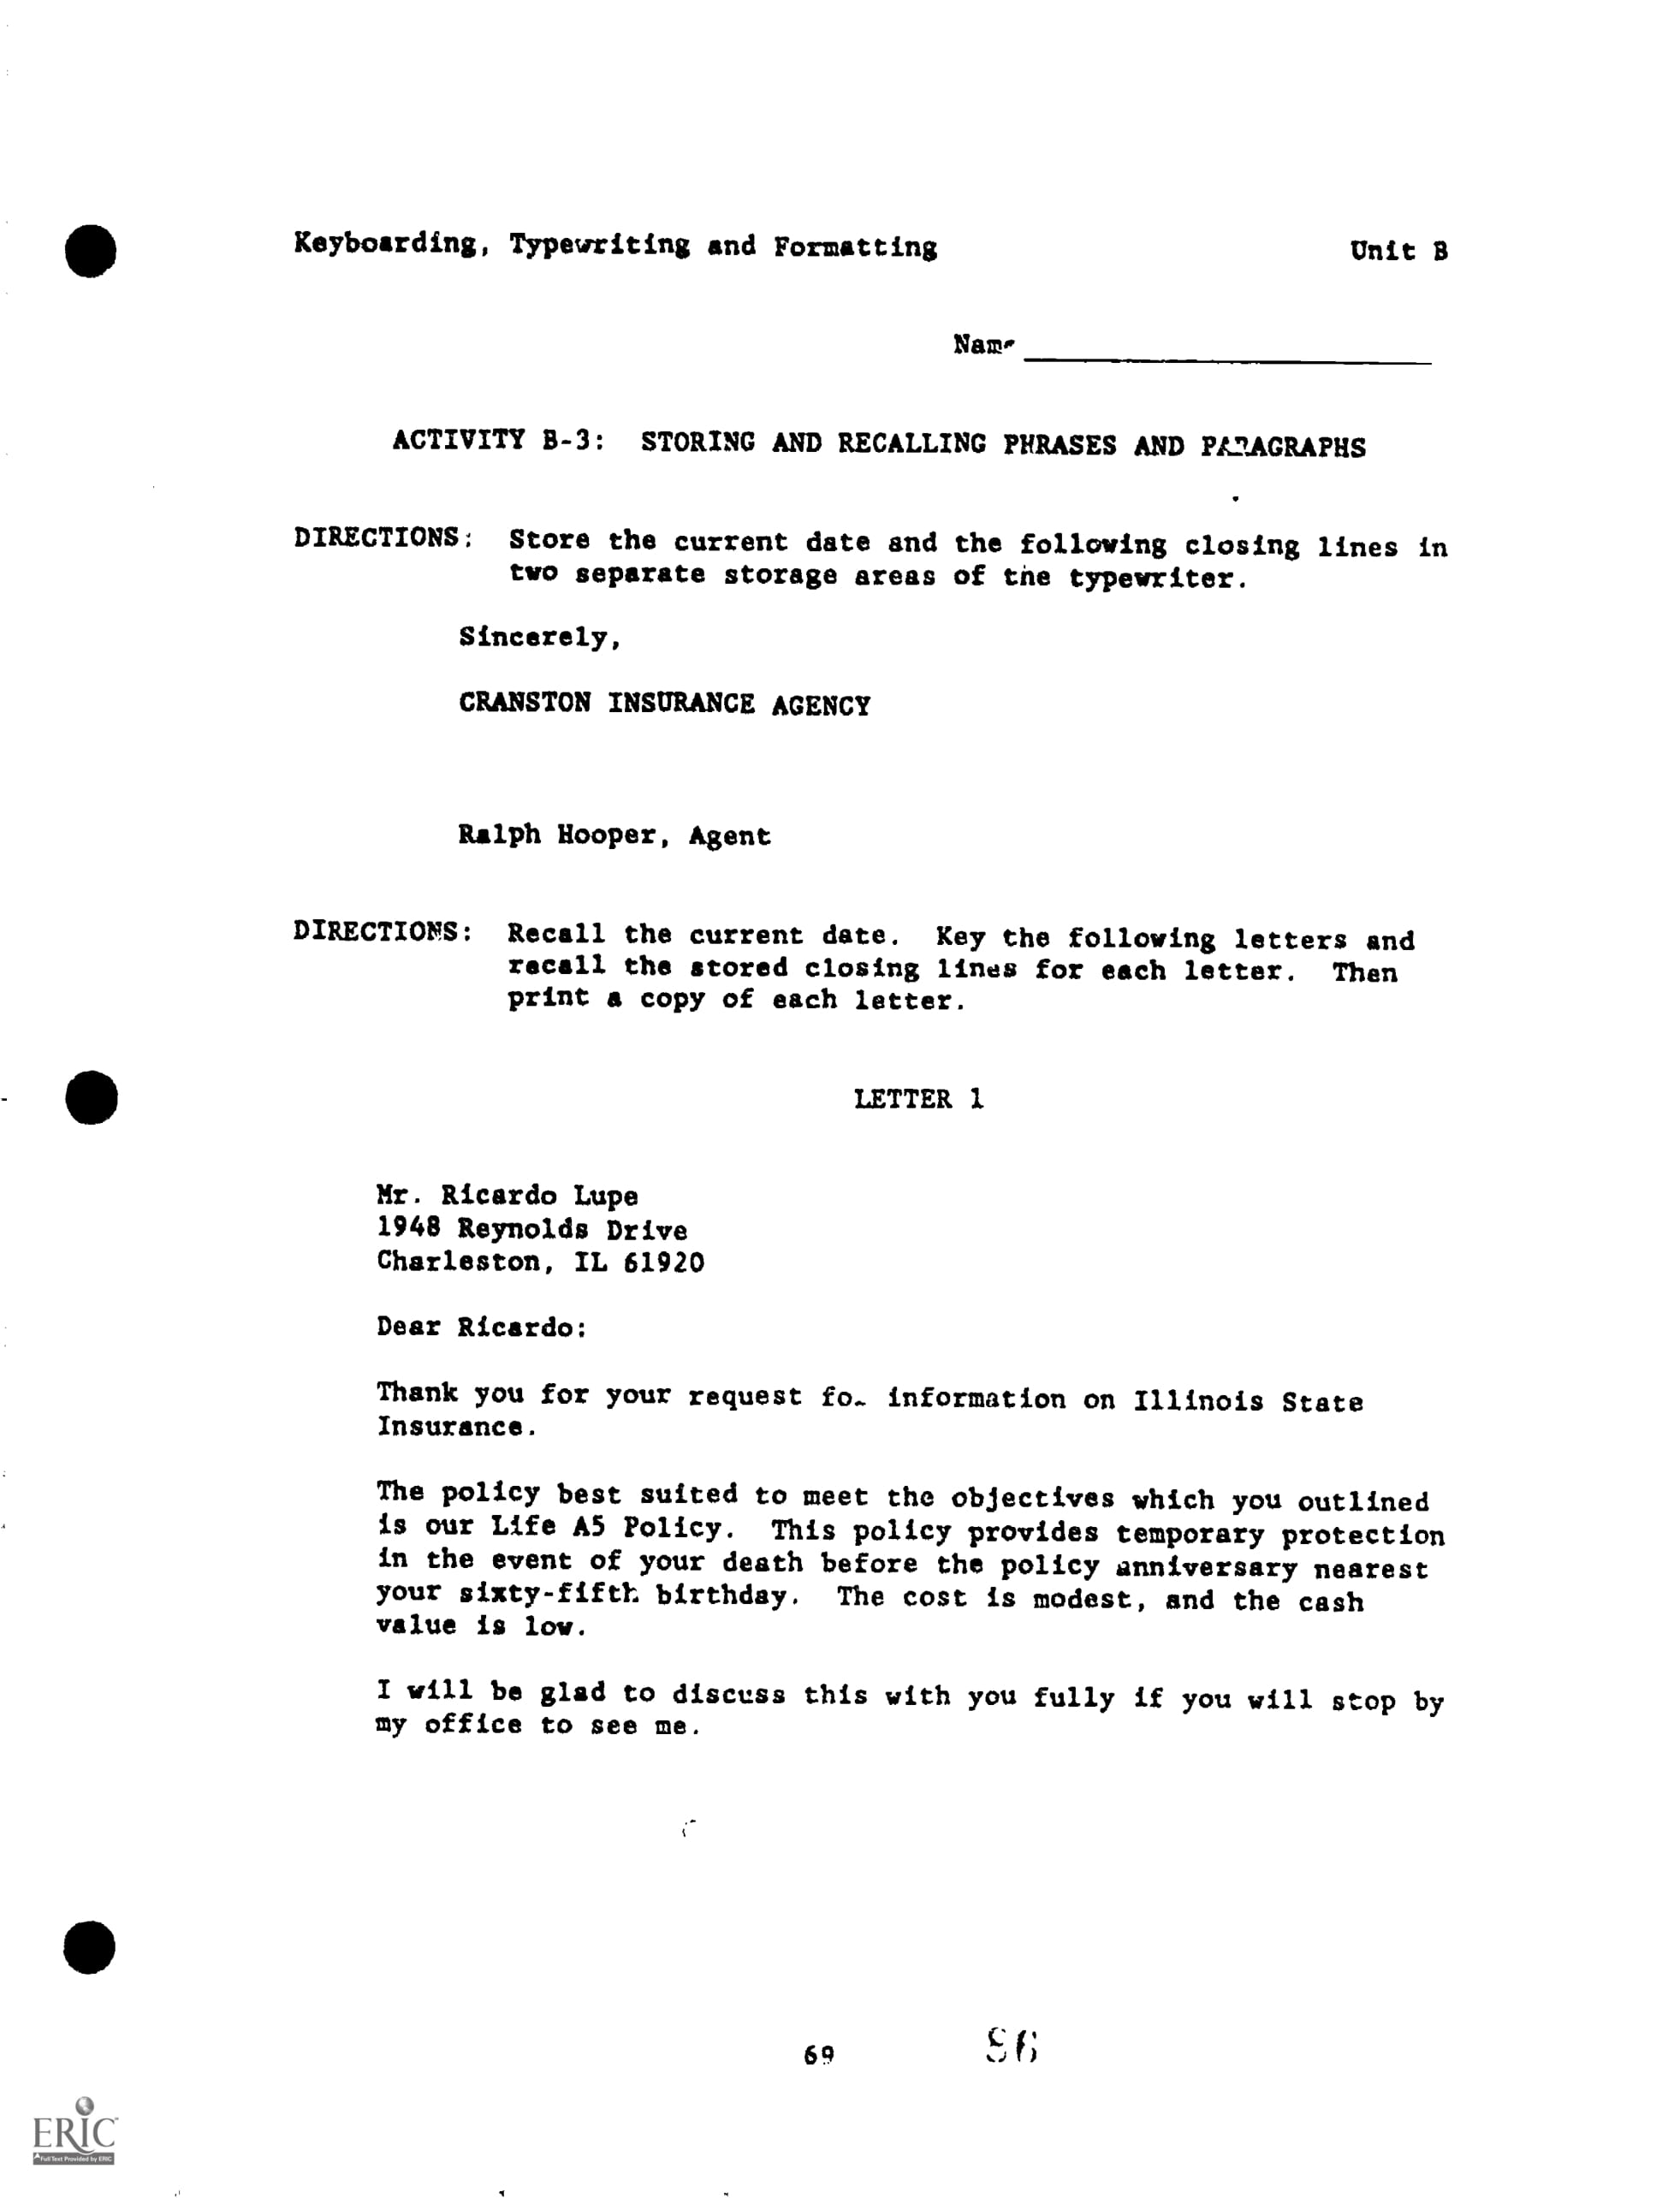 Keyboarding, Typewriting and Formatting Unit B
Name
ACTIVITY B-3: STORING AND RECALLING PHRASES AND PARAGRAPHS
DIRECTIONS: Store the current date and the following closing lines in
two separate storage areas of the typewriter.
Sincerely,
CRANSTON INSURANCE AGENCY
Ralph Hooper, Agent
DIRECTIONS: Recall the current date. Key the following letters and
recall the stored closing lines for each letter. Then
print a copy of each letter.
LETTER 1
Mr. Ricardo Lupe
1948 Reynolds Drive
Charleston, IL 61920
Dear Ricardo:
Thank you for your request for information on Illinois State
Insurance.
The policy best suited to meet the objectives which you outlined
is our Life A5 Policy. This policy provides temporary protection
in the event of your death before the policy anniversary nearest
your sixty-fifth birthday. The cost is modest, and the cash
value is low.
I will be glad to discuss this with you fully if you will stop by
my office to see me.
69
ERIC
Full Text Provided by ERIC